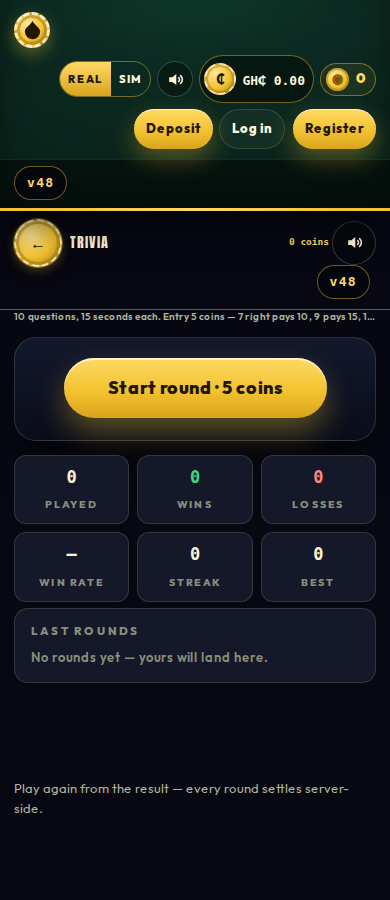 REAL SIM GH₵ 0.00 0
Deposit Log in Register
v48
← TRIVIA 0 coins
v48
10 questions, 15 seconds each. Entry 5 coins — 7 right pays 10, 9 pays 15, 1…
Start round · 5 coins
0 0 0
PLAYED WINS LOSSES
— 0 0
WIN RATE STREAK BEST
LAST ROUNDS
No rounds yet — yours will land here.
Play again from the result — every round settles server-
side.